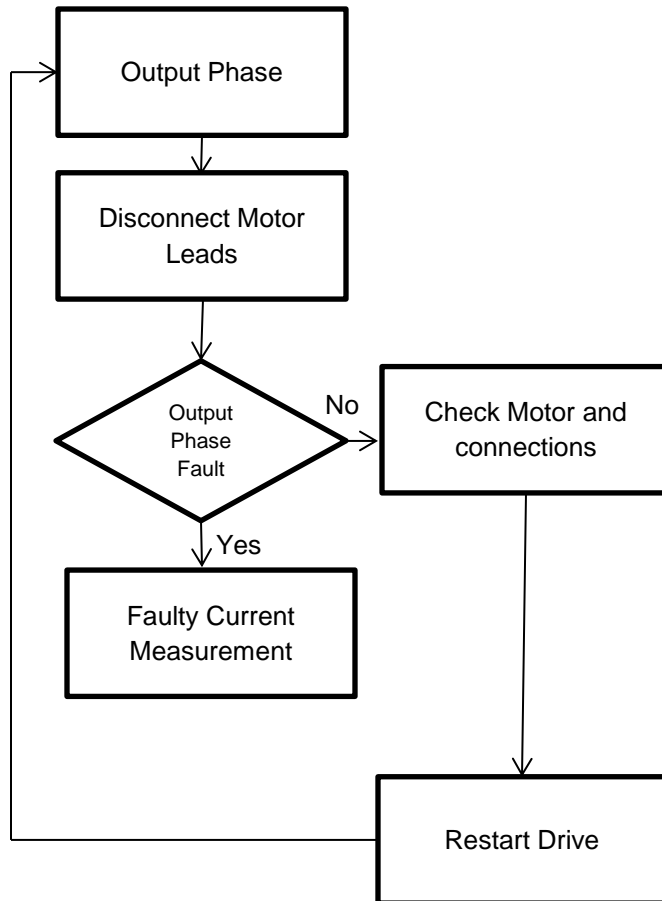 Output Phase
Disconnect Motor
Leads
Output
Phase
Fault
No
Check Motor and
connections
Yes
Faulty Current
Measurement
Restart Drive